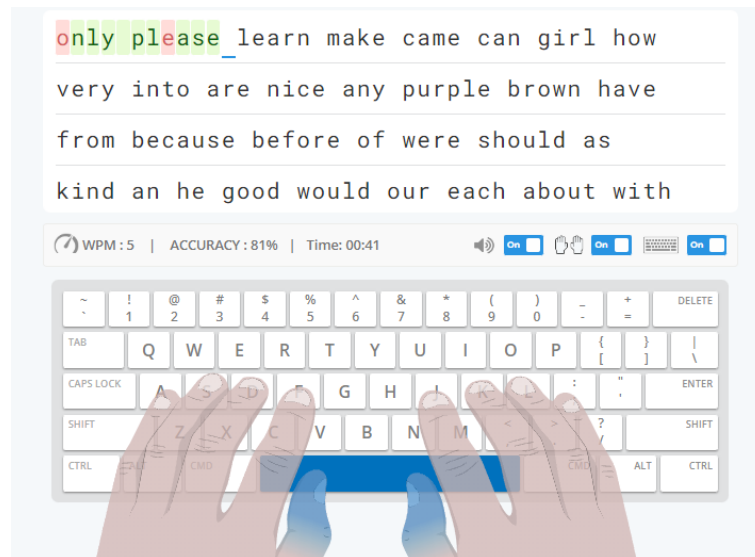 only please learn make came can girl how
very into are nice any purple brown have
from because before of were should as
kind an he good would our each about with
WPM : 5 | ACCURACY : 81% | Time: 00:41 On On On
~ ! @ # $ % ^ & * ( ) _ + DELETE
` 1 2 3 4 5 6 7 8 9 0 - =
TAB Q W E R T Y U I O P { [ } ] | \
CAPS LOCK A S D F G H J K L : ; " ' ENTER
SHIFT Z X C V B N M < > . ? / SHIFT
CTRL ALT CMD CMD ALT CTRL